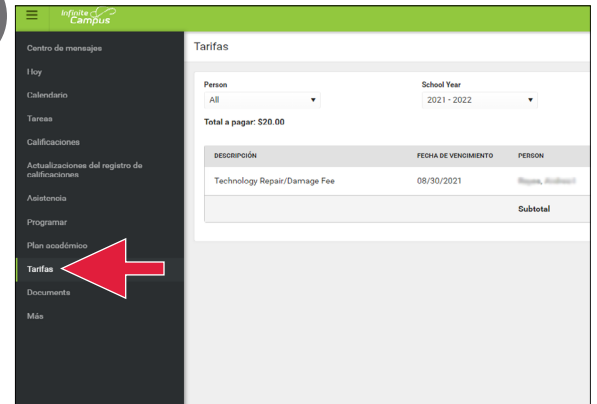 Infinite
Campus
Centro de mensajes
Hoy
Calendario
Tareas
Calificaciones
Actualizaciones del registro de
calificaciones
Asistencia
Programar
Plan académico
Tarifas
Documents
Más
Tarifas
Person
School Year
All
2021 - 2022
Total a pagar: $20.00
DESCRIPCIÓN
FECHA DE VENCIMIENTO
PERSON
Technology Repair/Damage Fee
08/30/2021
Subtotal